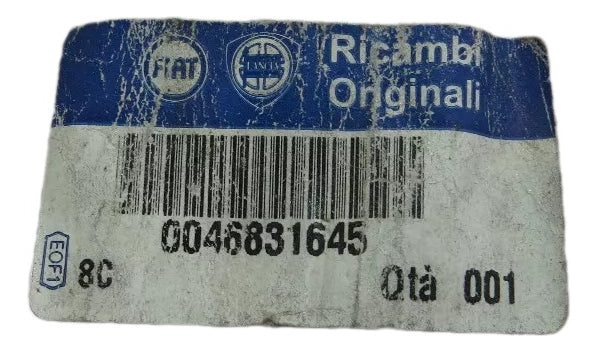 FIAT LANCIA Ricambi
Originali
0046831645
EOF1 8C Qtà 001